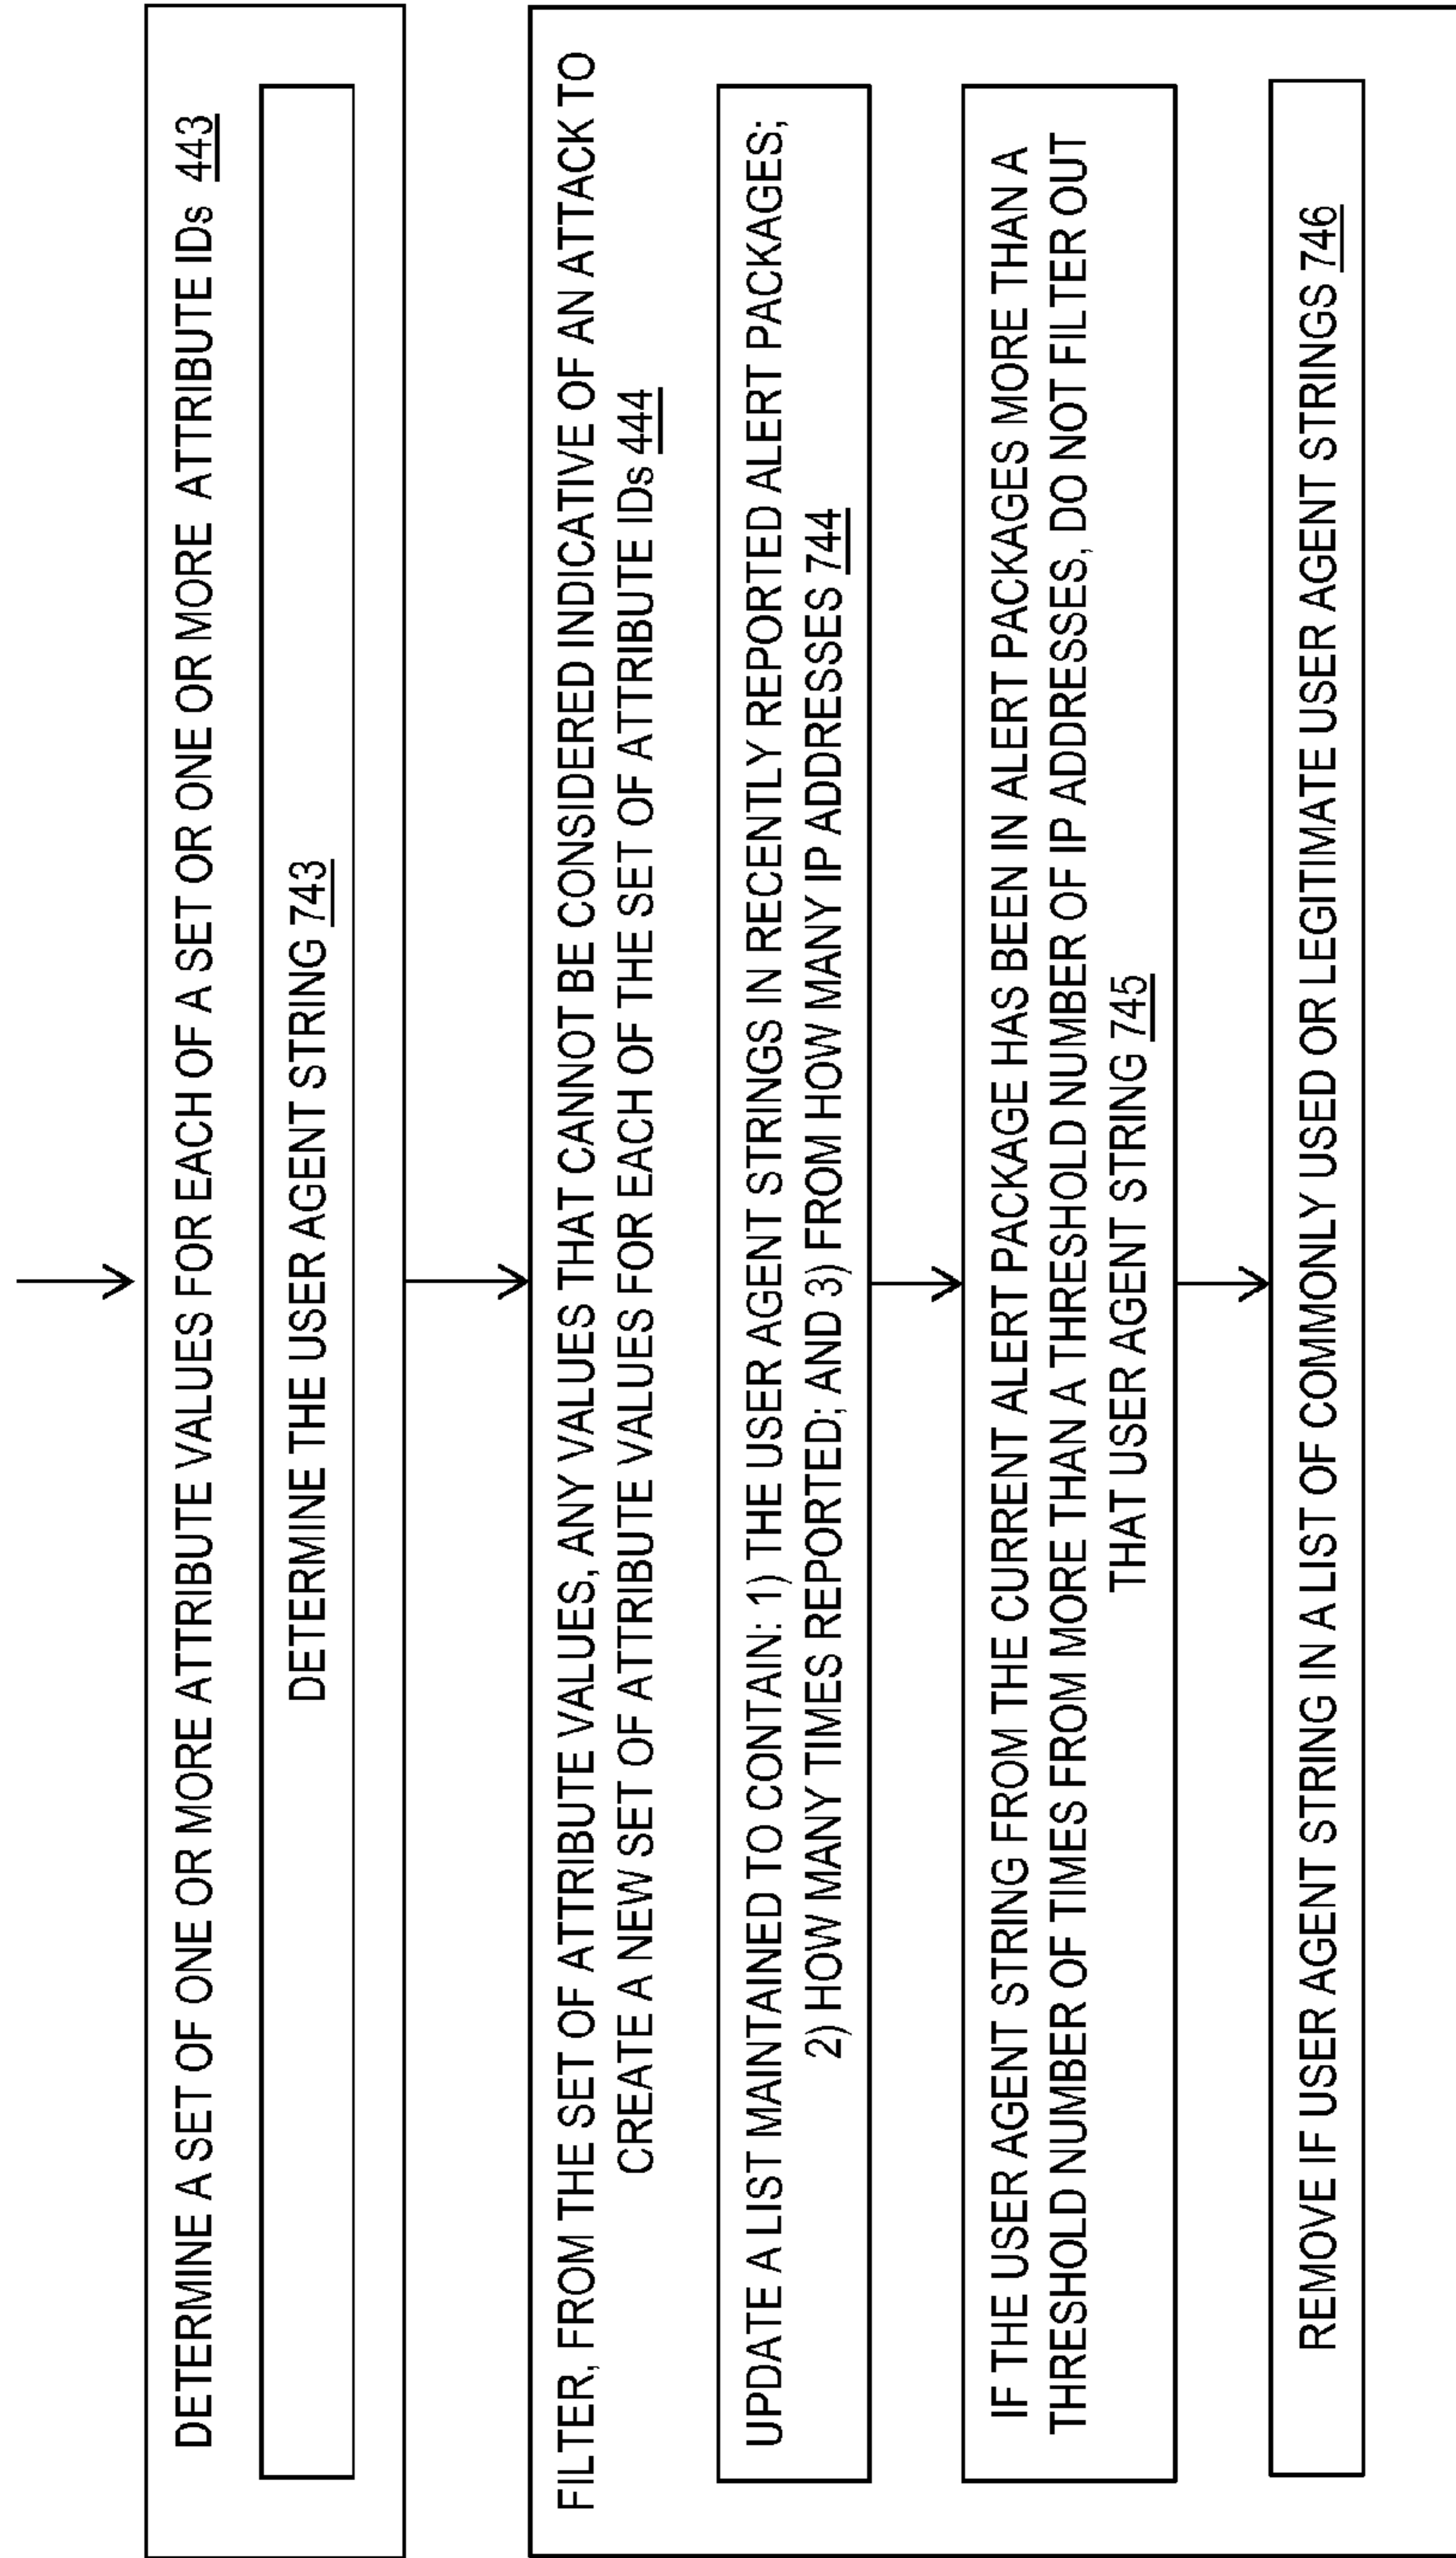 DETERMINE A SET OF ONE OR MORE ATTRIBUTE VALUES FOR EACH OF A SET OR ONE OR MORE ATTRIBUTE IDs 443
DETERMINE THE USER AGENT STRING 743
FILTER, FROM THE SET OF ATTRIBUTE VALUES, ANY VALUES THAT CANNOT BE CONSIDERED INDICATIVE OF AN ATTACK TO
CREATE A NEW SET OF ATTRIBUTE VALUES FOR EACH OF THE SET OF ATTRIBUTE IDs 444
UPDATE A LIST MAINTAINED TO CONTAIN: 1) THE USER AGENT STRINGS IN RECENTLY REPORTED ALERT PACKAGES;
2) HOW MANY TIMES REPORTED; AND 3) FROM HOW MANY IP ADDRESSES 744
IF THE USER AGENT STRING FROM THE CURRENT ALERT PACKAGE HAS BEEN IN ALERT PACKAGES MORE THAN A
THRESHOLD NUMBER OF TIMES FROM MORE THAN A THRESHOLD NUMBER OF IP ADDRESSES, DO NOT FILTER OUT
THAT USER AGENT STRING 745
REMOVE IF USER AGENT STRING IN A LIST OF COMMONLY USED OR LEGITIMATE USER AGENT STRINGS 746